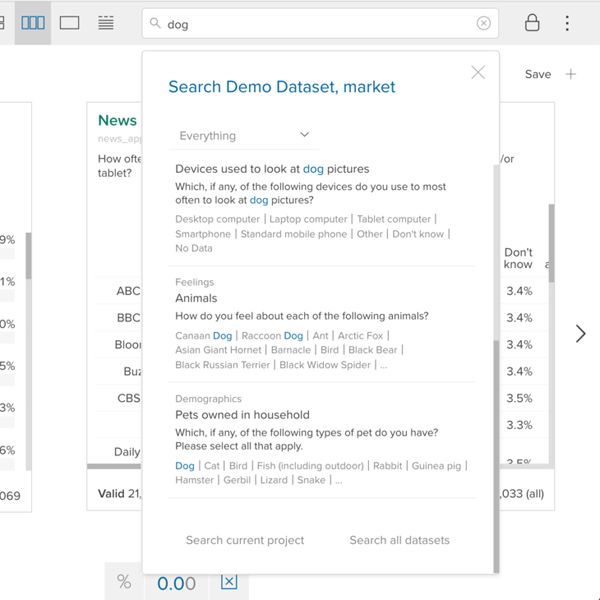 dog
Save
Search Demo Dataset, market
Everything
Devices used to look at dog pictures
Which, if any, of the following devices do you use to most
often to look at dog pictures?
Desktop computer | Laptop computer | Tablet computer |
Smartphone | Standard mobile phone | Other | Don't know |
No Data
Feelings
Animals
How do you feel about each of the following animals?
Canaan Dog | Raccoon Dog | Ant | Arctic Fox |
Asian Giant Hornet | Barnacle | Bird | Black Bear |
Black Russian Terrier | Black Widow Spider | ...
Demographics
Pets owned in household
Which, if any, of the following types of pet do you have?
Please select all that apply.
Dog | Cat | Bird | Fish (including outdoor) | Rabbit | Guinea pig |
Hamster | Gerbil | Lizard | Snake | ...
Search current project
Search all datasets
News
news_app
How ofte
tablet?
/or
Don't
know
ABC
3.4%
BBC
3.4%
Bloo
3.4%
Buz
3.4%
CBS
3.5%
3.3%
Daily
3.5%
Valid 21,
,033 (all)
9%
1%
0%
5%
3%
6%
069
%
0.00